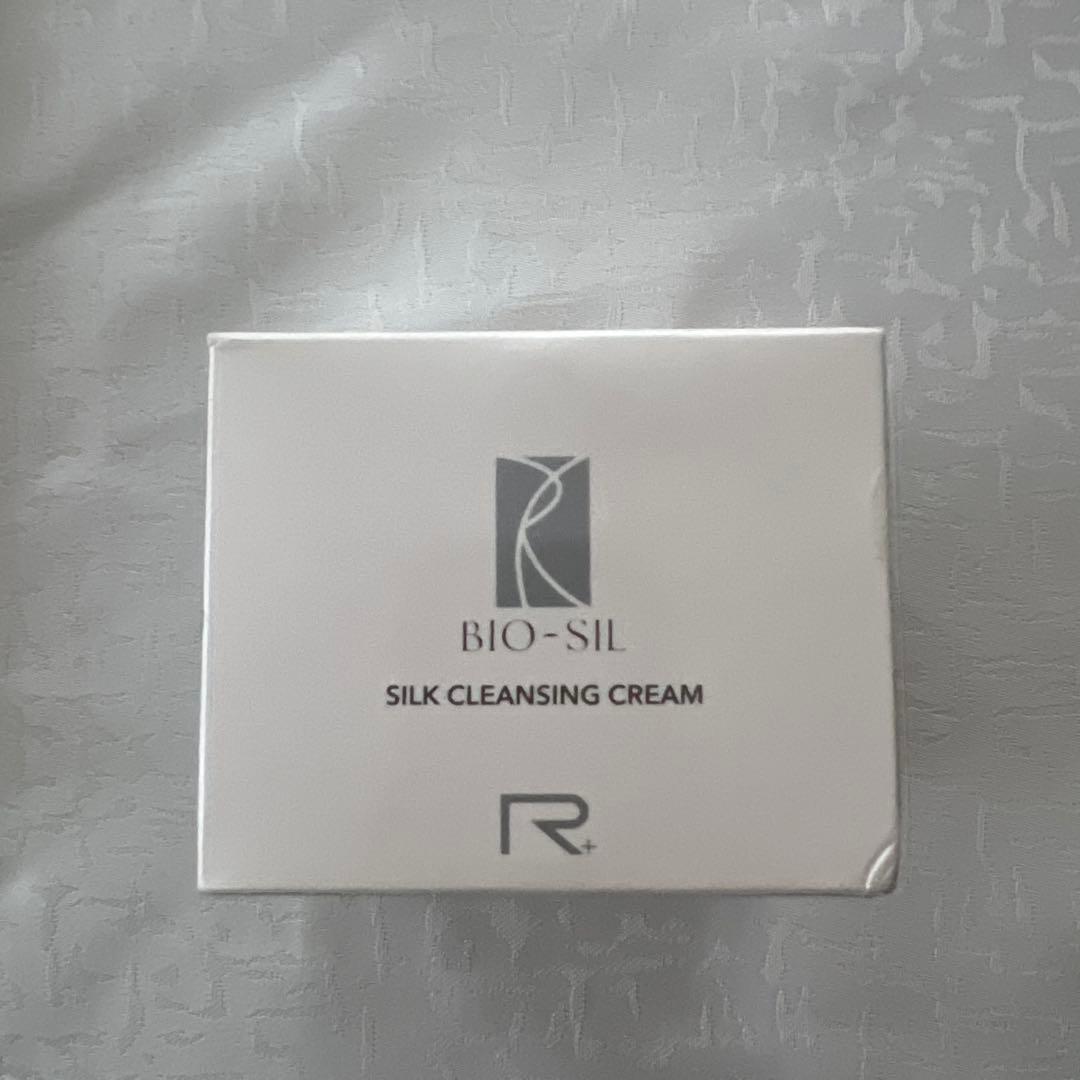 BIO-SIL
SILK CLEANSING CREAM
R+